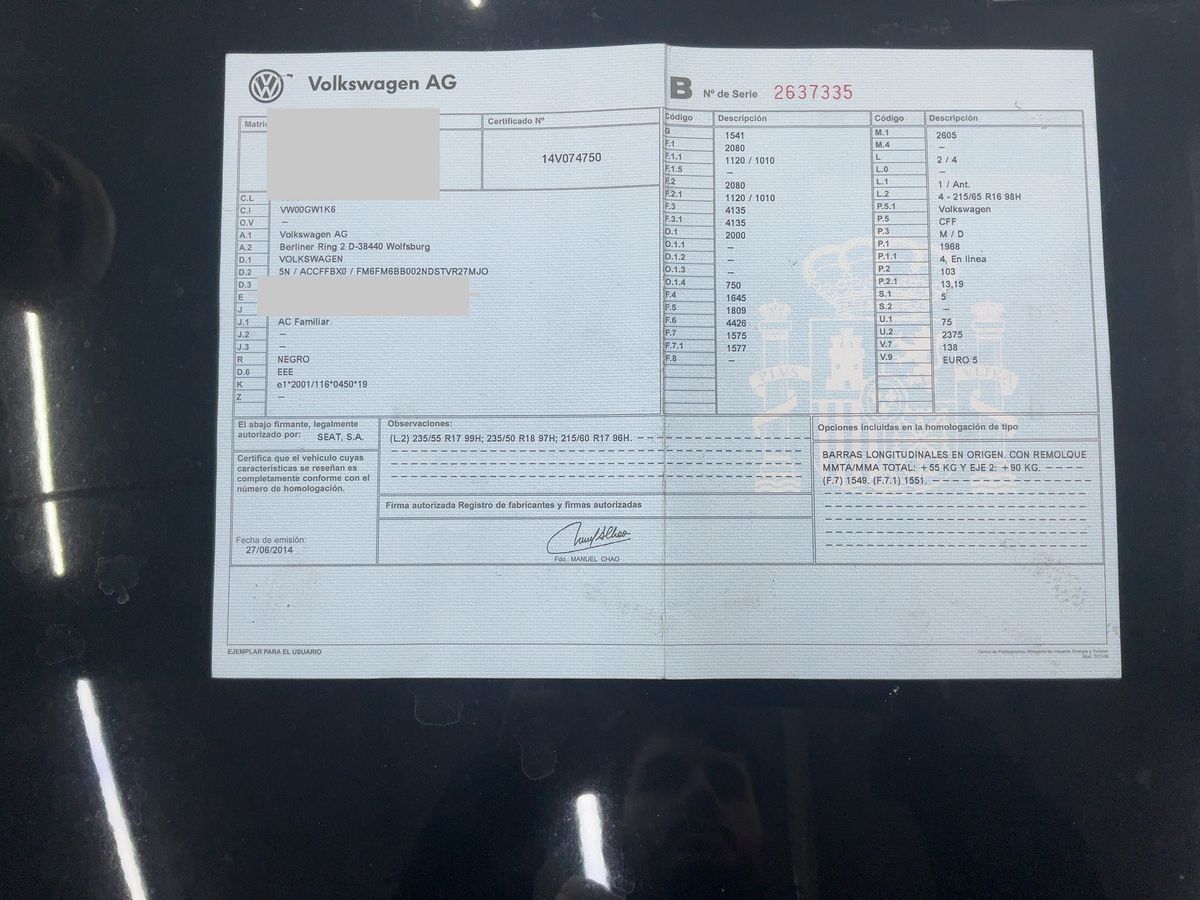 Volkswagen AG
B Nº de Serie 2637335
Certificado Nº
14V074750
C.L
C.I VW00GW1K6
O.V –
A.1 Volkswagen AG
A.2 Berliner Ring 2 D-38440 Wolfsburg
D.1 VOLKSWAGEN
D.2 5N / ACCFFBX0 / FM6FM6BB002NDSTVR27MJO
D.3
E
J
J.1 AC Familiar
J.2 –
J.3 –
R NEGRO
D.6 EEE
K e1*2001/116*0450*19
Z –
Código Descripción
G 1541
F.1 2080
F.1.1 1120 / 1010
F.1.5 –
F.2 2080
F.2.1 1120 / 1010
F.3 4135
F.3.1 4135
O.1 2000
O.1.1 –
O.1.2 –
O.1.3 –
O.1.4 750
F.4 1645
F.5 1809
F.6 4426
F.7 1575
F.7.1 1577
F.8 –
Código Descripción
M.1 2605
M.4 –
L 2 / 4
L.0 –
L.1 1 / Ant.
L.2 4 - 215/65 R16 98H
P.5.1 Volkswagen
P.5 CFF
P.3 M / D
P.1 1968
P.1.1 4, En linea
P.2 103
P.2.1 13,19
S.1 5
S.2 –
U.1 75
U.2 2375
V.7 138
V.9 EURO 5
PLVS
El abajo firmante, legalmente
autorizado por: SEAT, S.A.
Certifica que el vehículo cuyas
características se reseñan es
completamente conforme con el
número de homologación.
Fecha de emisión:
27/06/2014
Observaciones:
(L.2) 235/55 R17 99H; 235/50 R18 97H; 215/60 R17 96H.
Firma autorizada Registro de fabricantes y firmas autorizadas
Fdo.: MANUEL CHAO
Opciones incluidas en la homologación de tipo
BARRAS LONGITUDINALES EN ORIGEN. CON REMOLQUE
MMTA/MMA TOTAL: +55 KG Y EJE 2: +90 KG.
(F.7) 1549. (F.7.1) 1551.
EJEMPLAR PARA EL USUARIO
Centro de Publicaciones. Ministerio de Industria, Energía y Turismo